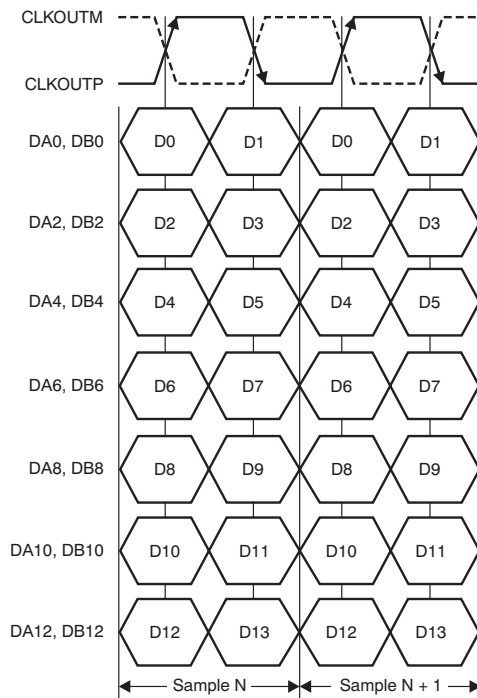 CLKOUTM
CLKOUTP
DA0, DB0 D0 D1 D0 D1
DA2, DB2 D2 D3 D2 D3
DA4, DB4 D4 D5 D4 D5
DA6, DB6 D6 D7 D6 D7
DA8, DB8 D8 D9 D8 D9
DA10, DB10 D10 D11 D10 D11
DA12, DB12 D12 D13 D12 D13
Sample N Sample N + 1